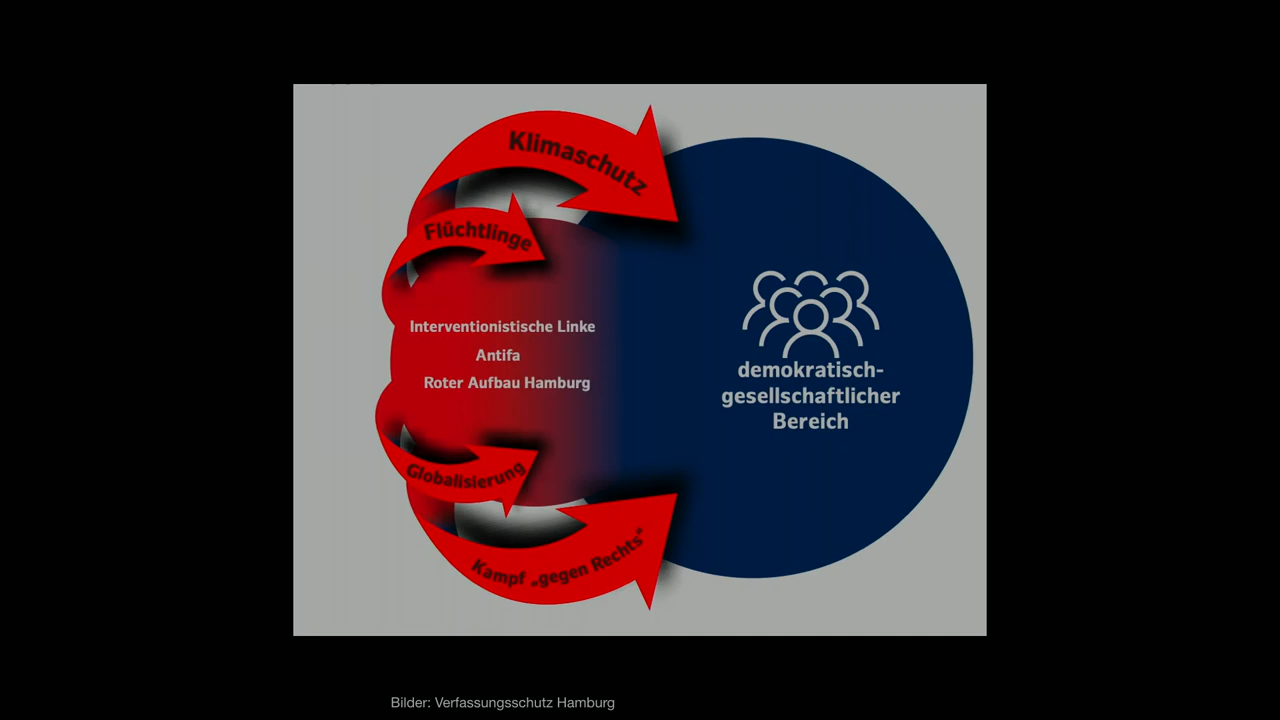 Klimaschutz
Flüchtlinge
Interventionistische Linke
Antifa
Roter Aufbau Hamburg
Globalisierung
Kampf „gegen Rechts“
demokratisch-
gesellschaftlicher
Bereich
Bilder: Verfassungsschutz Hamburg